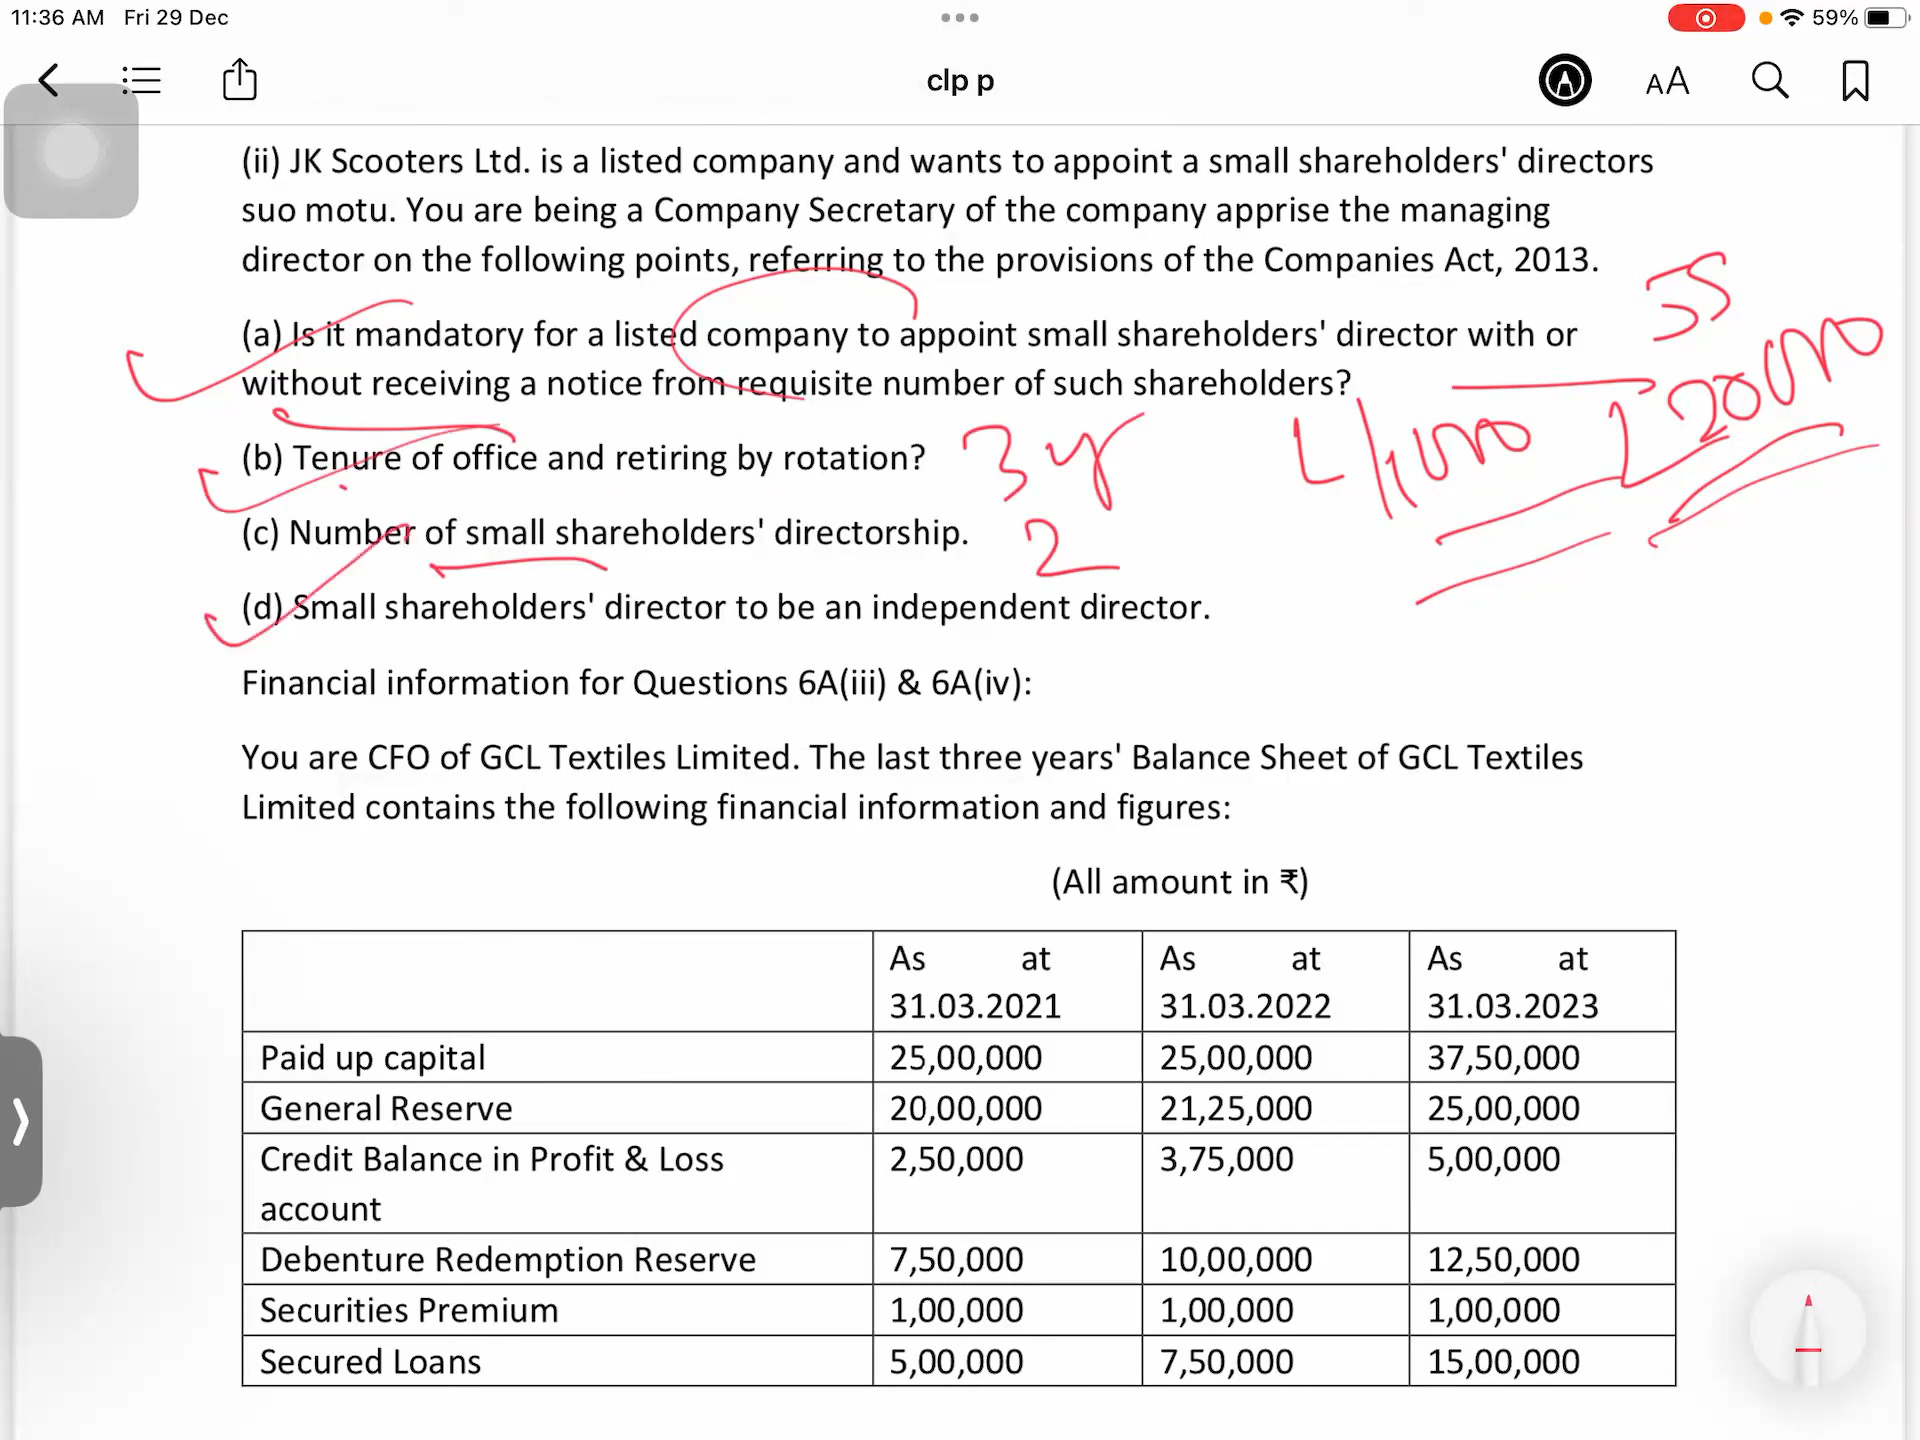 11:36 AM Fri 29 Dec
59%
clp p
AA
(ii) JK Scooters Ltd. is a listed company and wants to appoint a small shareholders' directors
suo motu. You are being a Company Secretary of the company apprise the managing
director on the following points, referring to the provisions of the Companies Act, 2013.
SS
(a) Is it mandatory for a listed company to appoint small shareholders' director with or
without receiving a notice from requisite number of such shareholders?
20000
(b) Tenure of office and retiring by rotation? 3 yr
(c) Number of small shareholders' directorship. 2
(d) Small shareholders' director to be an independent director.
Financial information for Questions 6A(iii) & 6A(iv):
You are CFO of GCL Textiles Limited. The last three years' Balance Sheet of GCL Textiles
Limited contains the following financial information and figures:
(All amount in ₹)
As at 31.03.2021 As at 31.03.2022 As at 31.03.2023
Paid up capital 25,00,000 25,00,000 37,50,000
General Reserve 20,00,000 21,25,000 25,00,000
Credit Balance in Profit & Loss 2,50,000 3,75,000 5,00,000
account
Debenture Redemption Reserve 7,50,000 10,00,000 12,50,000
Securities Premium 1,00,000 1,00,000 1,00,000
Secured Loans 5,00,000 7,50,000 15,00,000